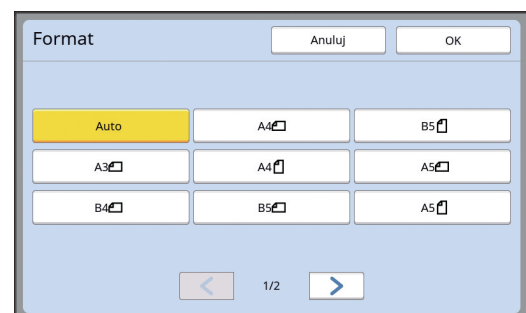 Format Anuluj OK
Auto A4 B5
A3 A4 A5
B4 B5 A5
1/2